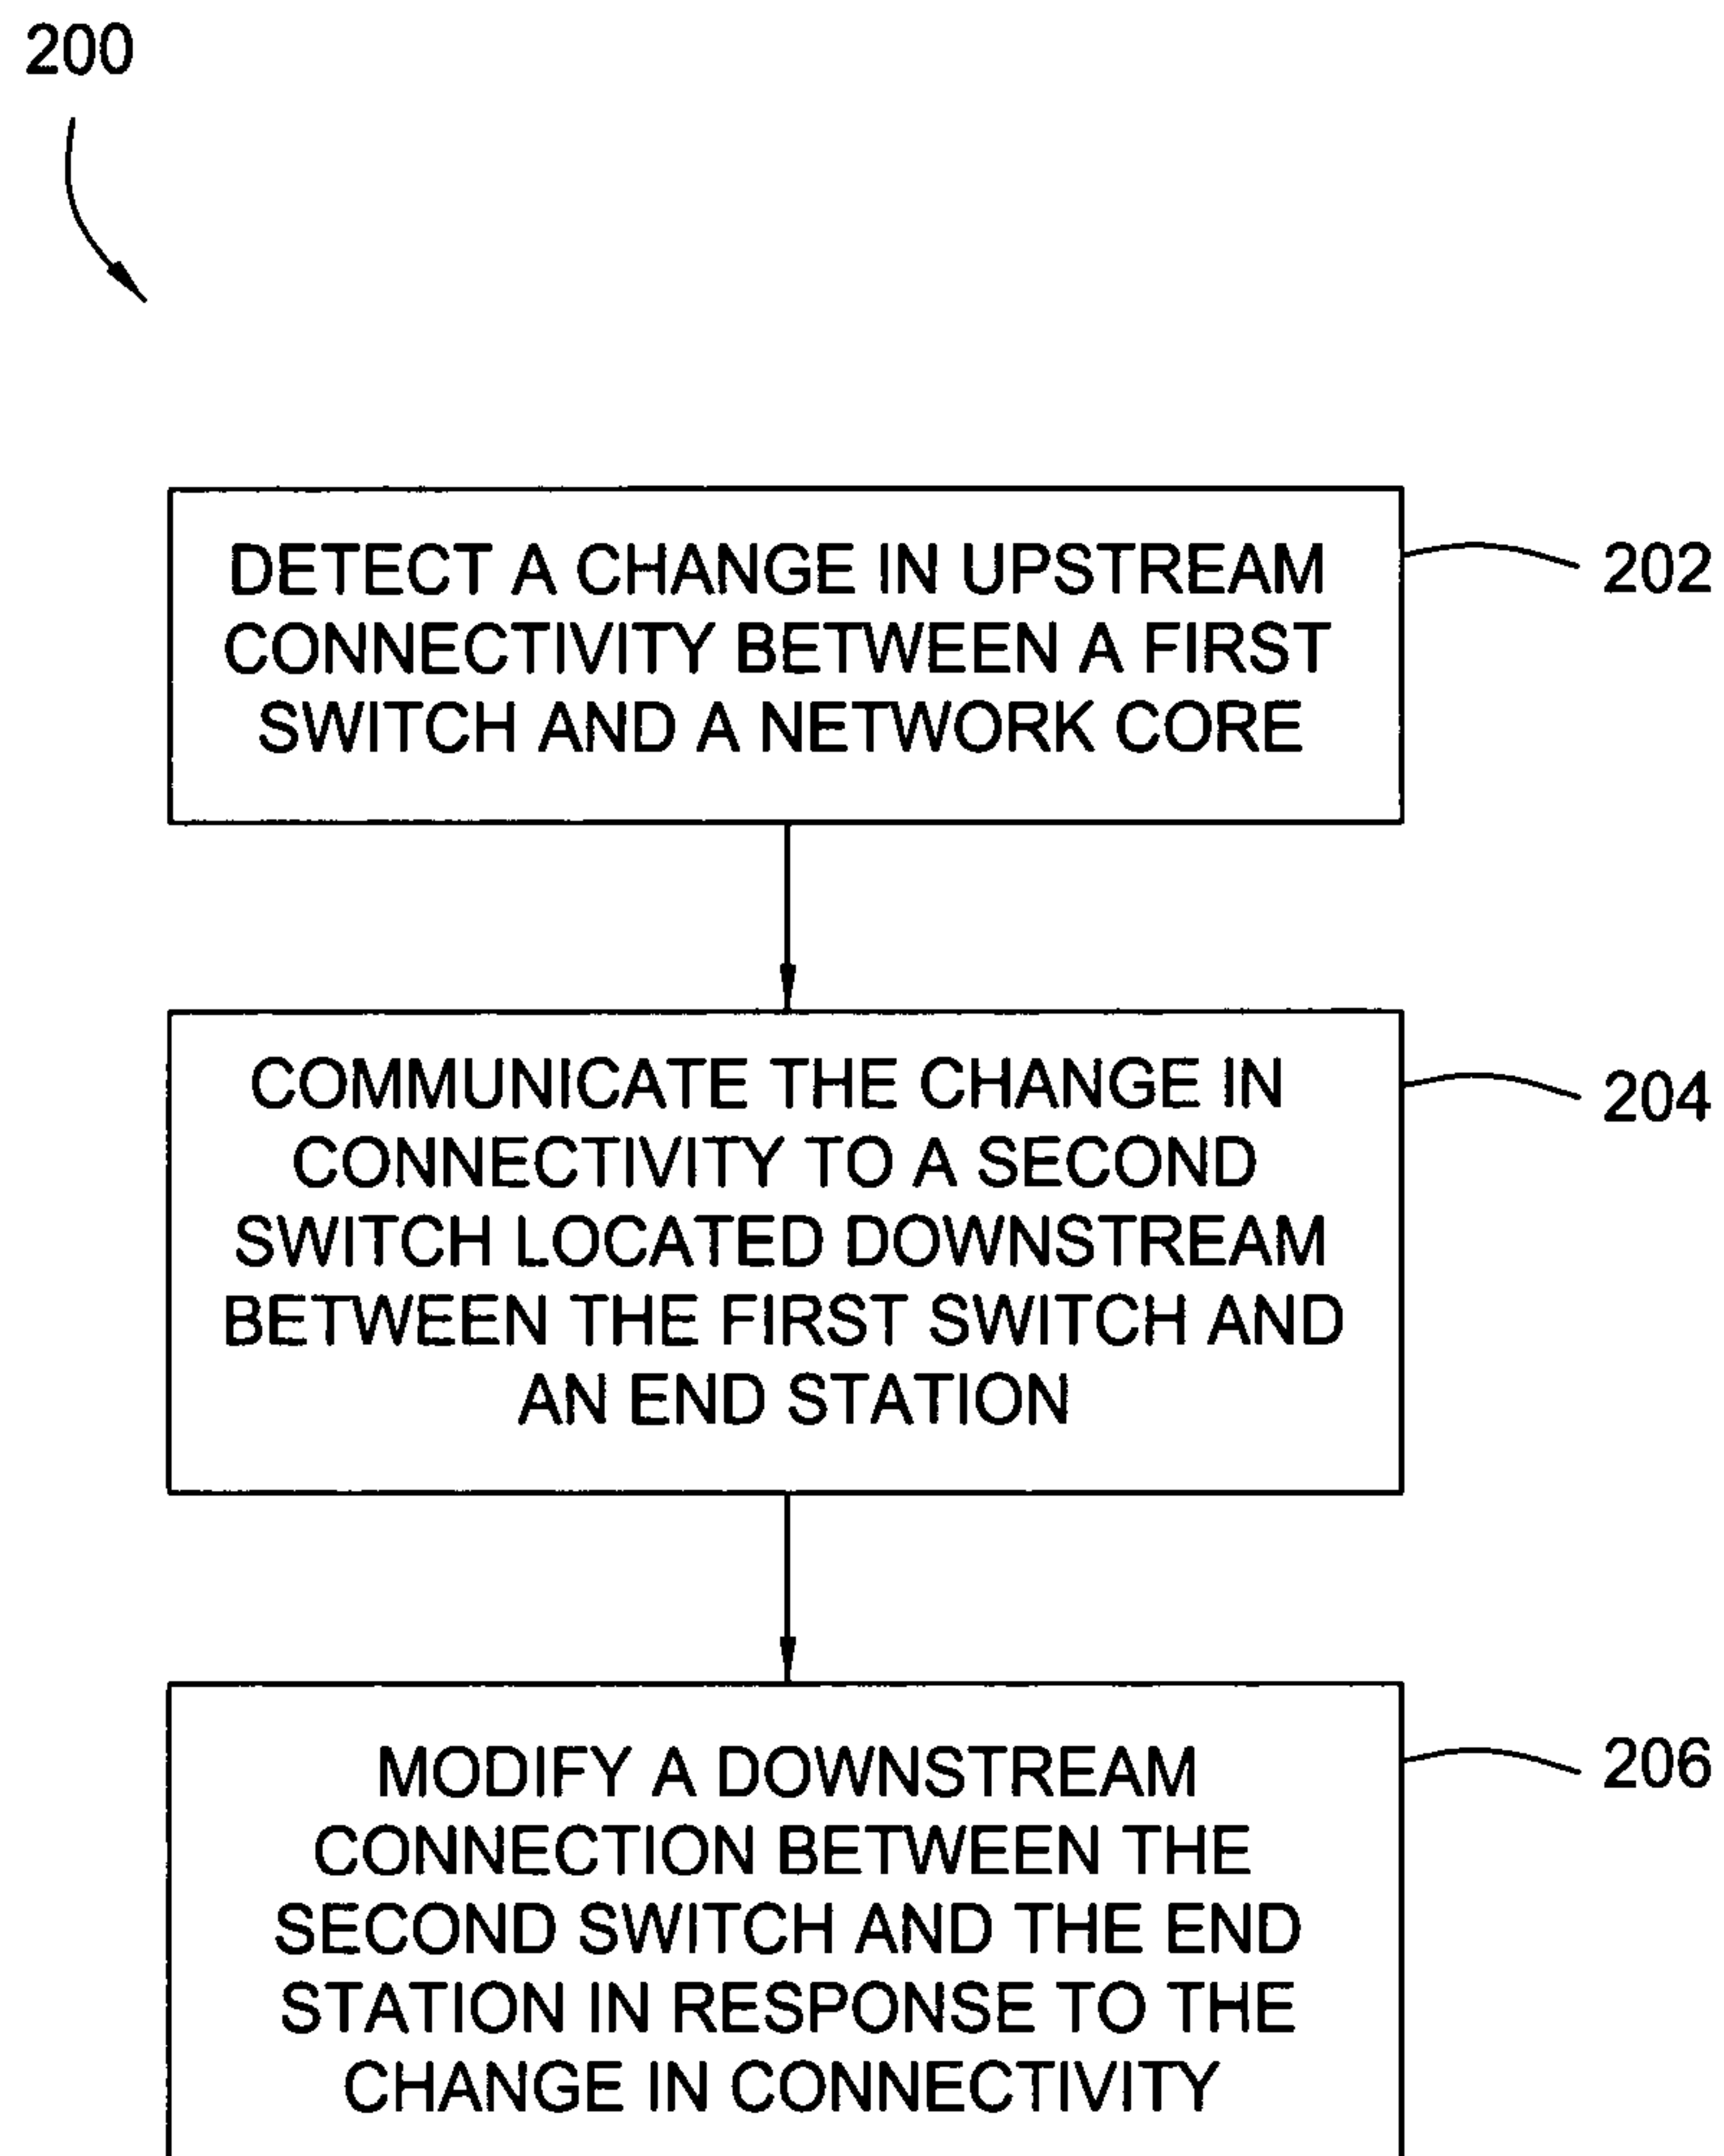 200
DETECT A CHANGE IN UPSTREAM
CONNECTIVITY BETWEEN A FIRST
SWITCH AND A NETWORK CORE
202
COMMUNICATE THE CHANGE IN
CONNECTIVITY TO A SECOND
SWITCH LOCATED DOWNSTREAM
BETWEEN THE FIRST SWITCH AND
AN END STATION
204
MODIFY A DOWNSTREAM
CONNECTION BETWEEN THE
SECOND SWITCH AND THE END
STATION IN RESPONSE TO THE
CHANGE IN CONNECTIVITY
206